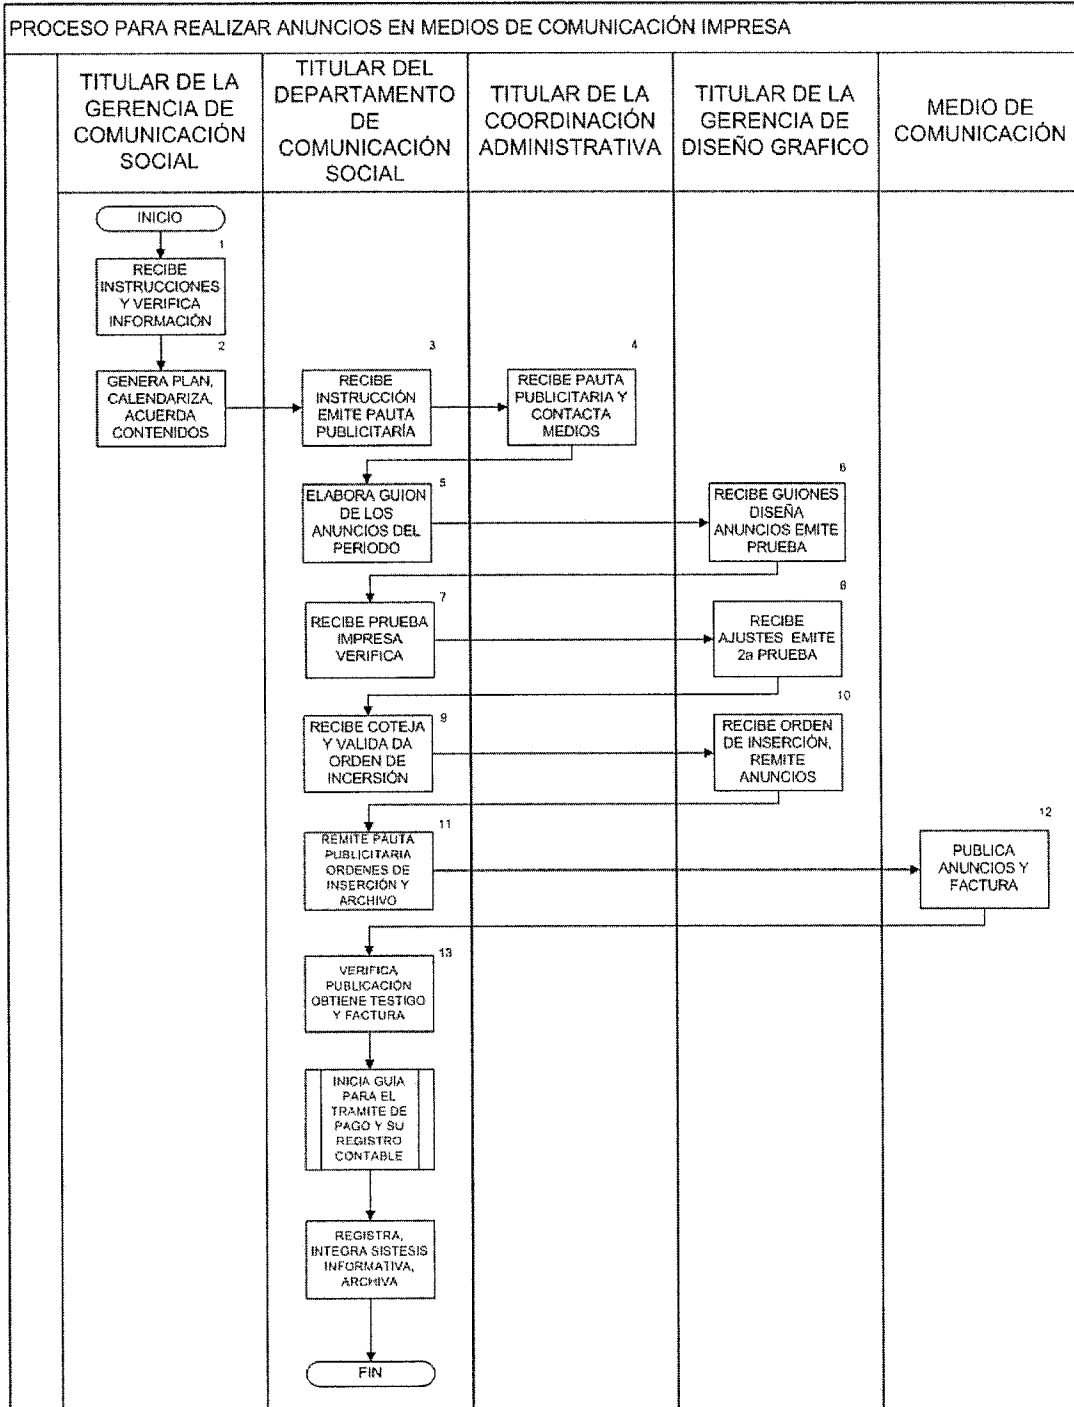 PROCESO PARA REALIZAR ANUNCIOS EN MEDIOS DE COMUNICACIÓN IMPRESA
TITULAR DE LA
GERENCIA DE
COMUNICACIÓN
SOCIAL
TITULAR DEL
DEPARTAMENTO
DE
COMUNICACIÓN
SOCIAL
TITULAR DE LA
COORDINACIÓN
ADMINISTRATIVA
TITULAR DE LA
GERENCIA DE
DISEÑO GRAFICO
MEDIO DE
COMUNICACIÓN
INICIO
1
RECIBE
INSTRUCCIONES
Y VERIFICA
INFORMACIÓN
2
GENERA PLAN,
CALENDARIZA,
ACUERDA
CONTENIDOS
3
RECIBE
INSTRUCCIÓN
EMITE PAUTA
PUBLICITARÍA
4
RECIBE PAUTA
PUBLICITARIA Y
CONTACTA
MEDIOS
5
ELABORA GUION
DE LOS
ANUNCIOS DEL
PERIODO
6
RECIBE GUIONES
DISEÑA
ANUNCIOS EMITE
PRUEBA
7
RECIBE PRUEBA
IMPRESA
VERIFICA
8
RECIBE
AJUSTES EMITE
2a PRUEBA
9
RECIBE COTEJA
Y VALIDA DA
ORDEN DE
INCERSIÓN
10
RECIBE ORDEN
DE INSERCIÓN,
REMITE
ANUNCIOS
11
REMITE PAUTA
PUBLICITARIA
ORDENES DE
INSERCIÓN Y
ARCHIVO
12
PUBLICA
ANUNCIOS Y
FACTURA
13
VERIFICA
PUBLICACIÓN
OBTIENE TESTIGO
Y FACTURA
INICIA GUIA
PARA EL
TRAMITE DE
PAGO Y SU
REGISTRO
CONTABLE
REGISTRA,
INTEGRA SISTESIS
INFORMATIVA,
ARCHIVA
FIN